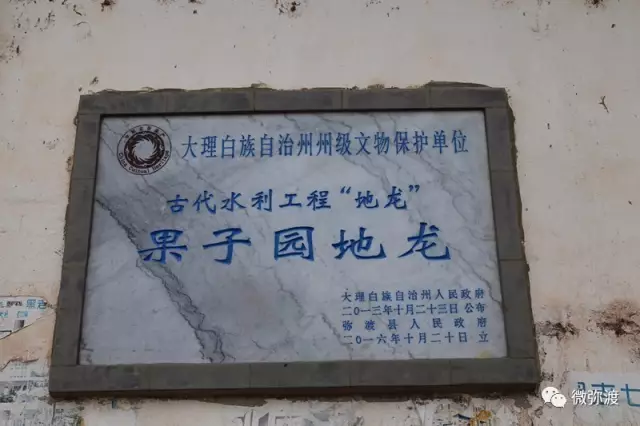 大理白族自治州州级文物保护单位
古代水利工程“地龙”
果子园地龙
大理白族自治州人民政府
二〇一三年十月二十三日公布
弥渡县人民政府
二〇一六年十月二十日立
微弥渡